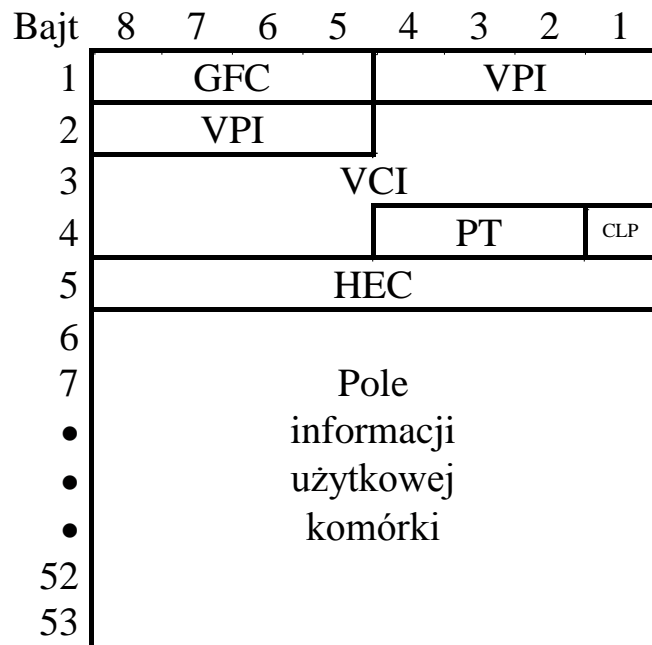 Bajt 8 7 6 5 4 3 2 1
1 GFC VPI
2 VPI
3 VCI
4 PT CLP
5 HEC
6
7 Pole
• informacji
• użytkowej
• komórki
52
53